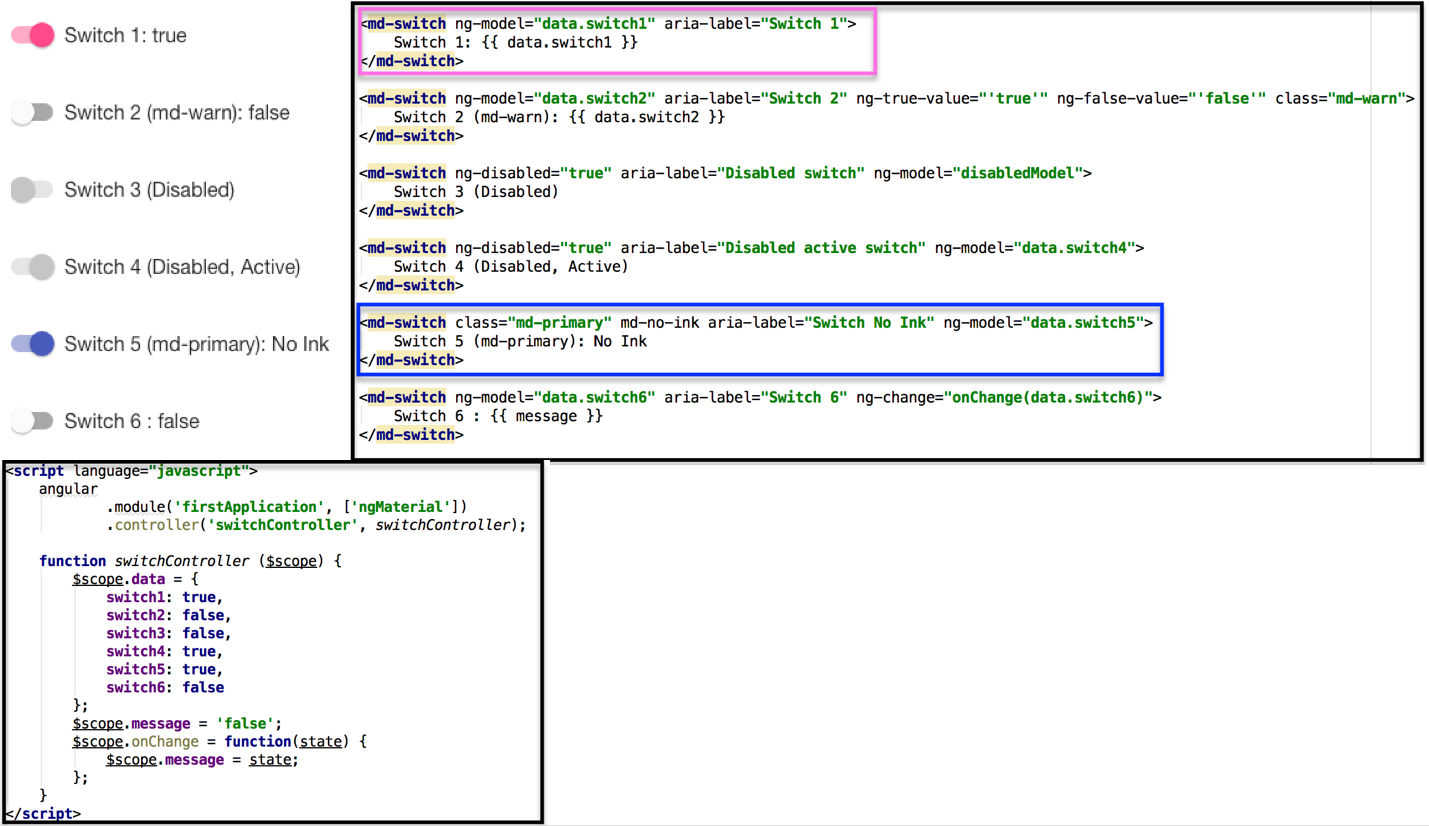 Switch 1: true
Switch 2 (md-warn): false
Switch 3 (Disabled)
Switch 4 (Disabled, Active)
Switch 5 (md-primary): No Ink
Switch 6 : false
<md-switch ng-model="data.switch1" aria-label="Switch 1">
    Switch 1: {{ data.switch1 }}
</md-switch>
<md-switch ng-model="data.switch2" aria-label="Switch 2" ng-true-value="'true'" ng-false-value="'false'" class="md-warn">
    Switch 2 (md-warn): {{ data.switch2 }}
</md-switch>
<md-switch ng-disabled="true" aria-label="Disabled switch" ng-model="disabledModel">
    Switch 3 (Disabled)
</md-switch>
<md-switch ng-disabled="true" aria-label="Disabled active switch" ng-model="data.switch4">
    Switch 4 (Disabled, Active)
</md-switch>
<md-switch class="md-primary" md-no-ink aria-label="Switch No Ink" ng-model="data.switch5">
    Switch 5 (md-primary): No Ink
</md-switch>
<md-switch ng-model="data.switch6" aria-label="Switch 6" ng-change="onChange(data.switch6)">
    Switch 6 : {{ message }}
</md-switch>
<script language="javascript">
    angular
            .module('firstApplication', ['ngMaterial'])
            .controller('switchController', switchController);
    function switchController ($scope) {
        $scope.data = {
            switch1: true,
            switch2: false,
            switch3: false,
            switch4: true,
            switch5: true,
            switch6: false
        };
        $scope.message = 'false';
        $scope.onChange = function(state) {
            $scope.message = state;
        };
    }
</script>